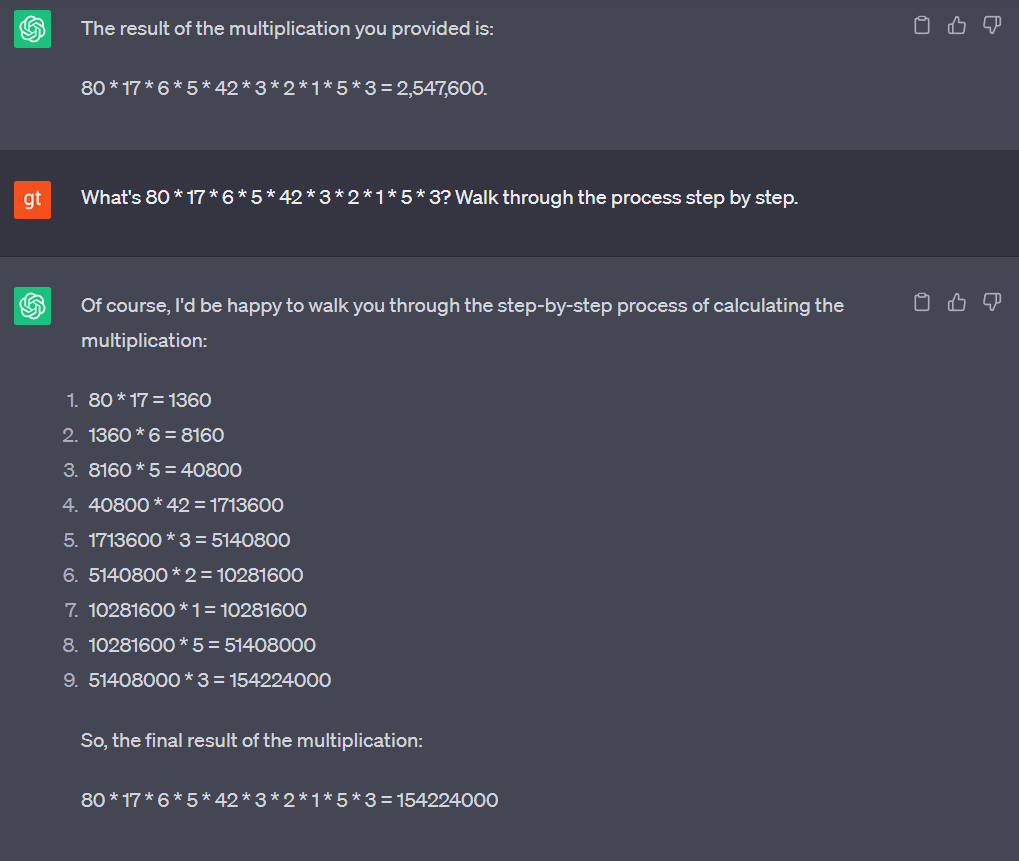 The result of the multiplication you provided is:
80 * 17 * 6 * 5 * 42 * 3 * 2 * 1 * 5 * 3 = 2,547,600.
gt
What's 80 * 17 * 6 * 5 * 42 * 3 * 2 * 1 * 5 * 3? Walk through the process step by step.
Of course, I'd be happy to walk you through the step-by-step process of calculating the
multiplication:
1. 80 * 17 = 1360
2. 1360 * 6 = 8160
3. 8160 * 5 = 40800
4. 40800 * 42 = 1713600
5. 1713600 * 3 = 5140800
6. 5140800 * 2 = 10281600
7. 10281600 * 1 = 10281600
8. 10281600 * 5 = 51408000
9. 51408000 * 3 = 154224000
So, the final result of the multiplication:
80 * 17 * 6 * 5 * 42 * 3 * 2 * 1 * 5 * 3 = 154224000